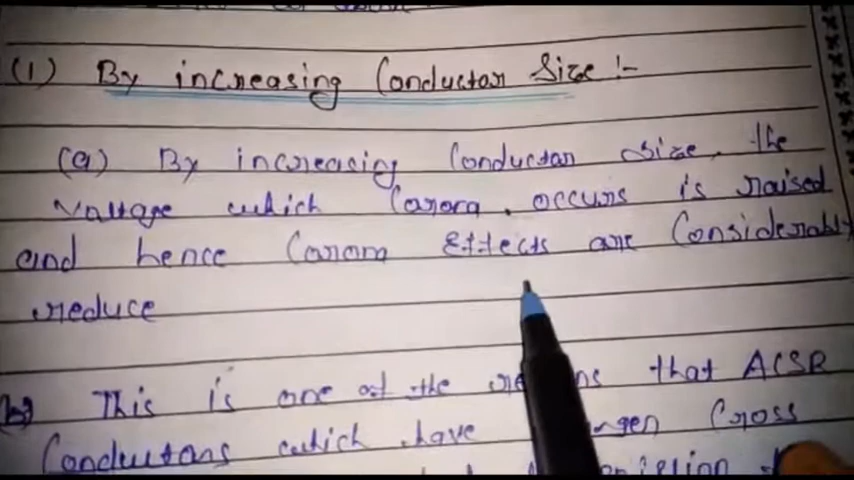 (1) By increasing Conductor Size :-
(a) By increasing Conductor size, the
Voltage which Corona occurs is raised
and hence Corona Effects are Considerably
reduce
(b) This is one of the that ACSR
Conductors which have Cross